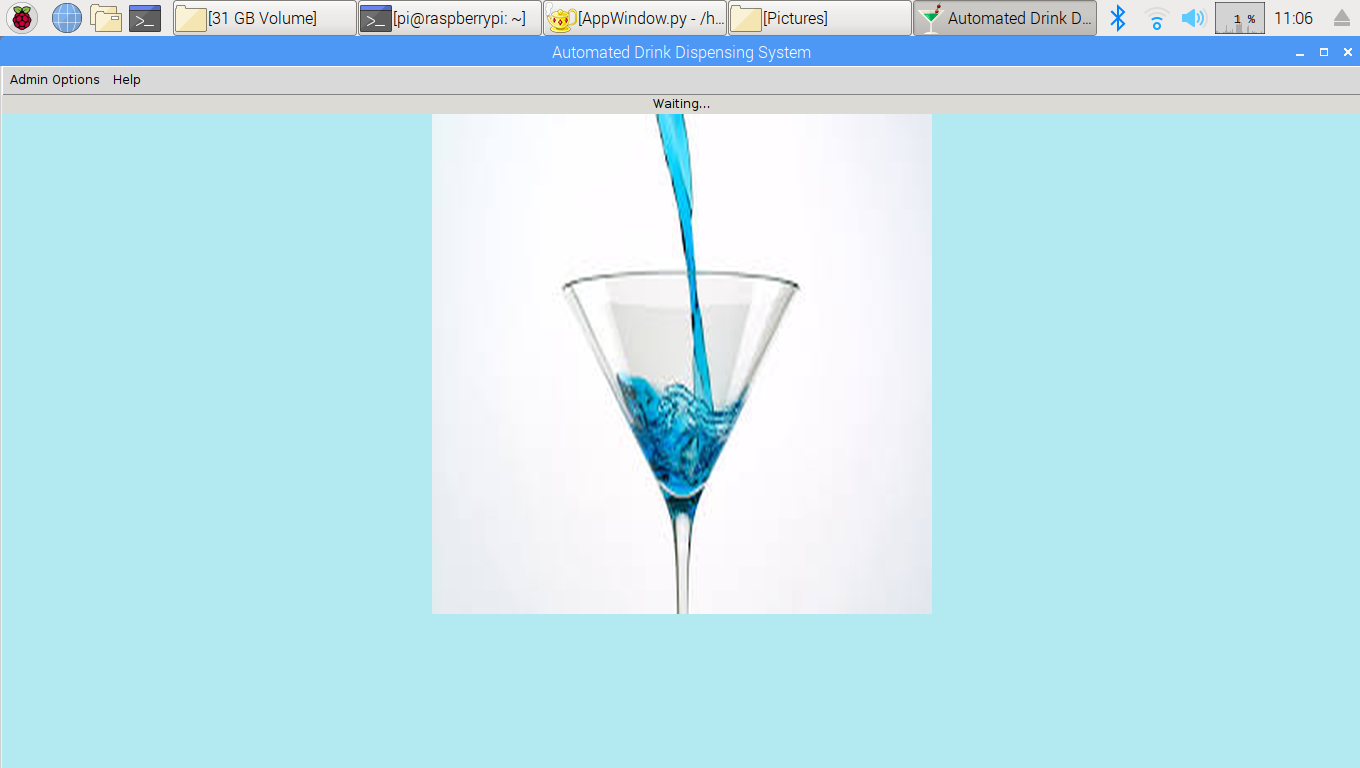 [31 GB Volume] [pi@raspberrypi: ~] [AppWindow.py - /h... [Pictures] Automated Drink D... 1 % 11:06
Automated Drink Dispensing System
Admin Options Help
Waiting...